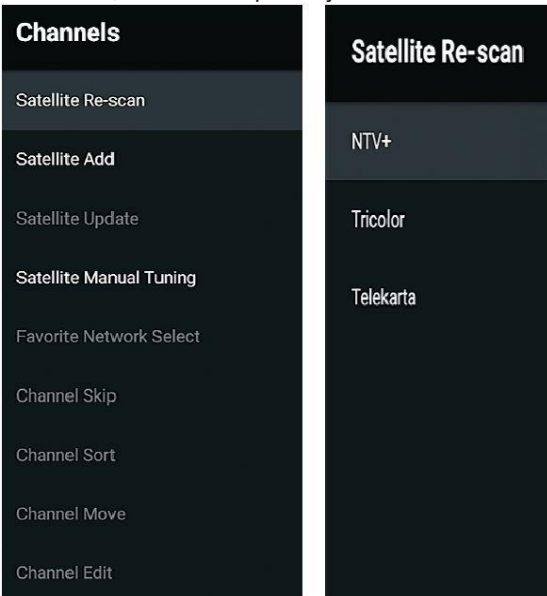 Channels
Satellite Re-scan
Satellite Add
Satellite Update
Satellite Manual Tuning
Favorite Network Select
Channel Skip
Channel Sort
Channel Move
Channel Edit
Satellite Re-scan
NTV+
Tricolor
Telekarta